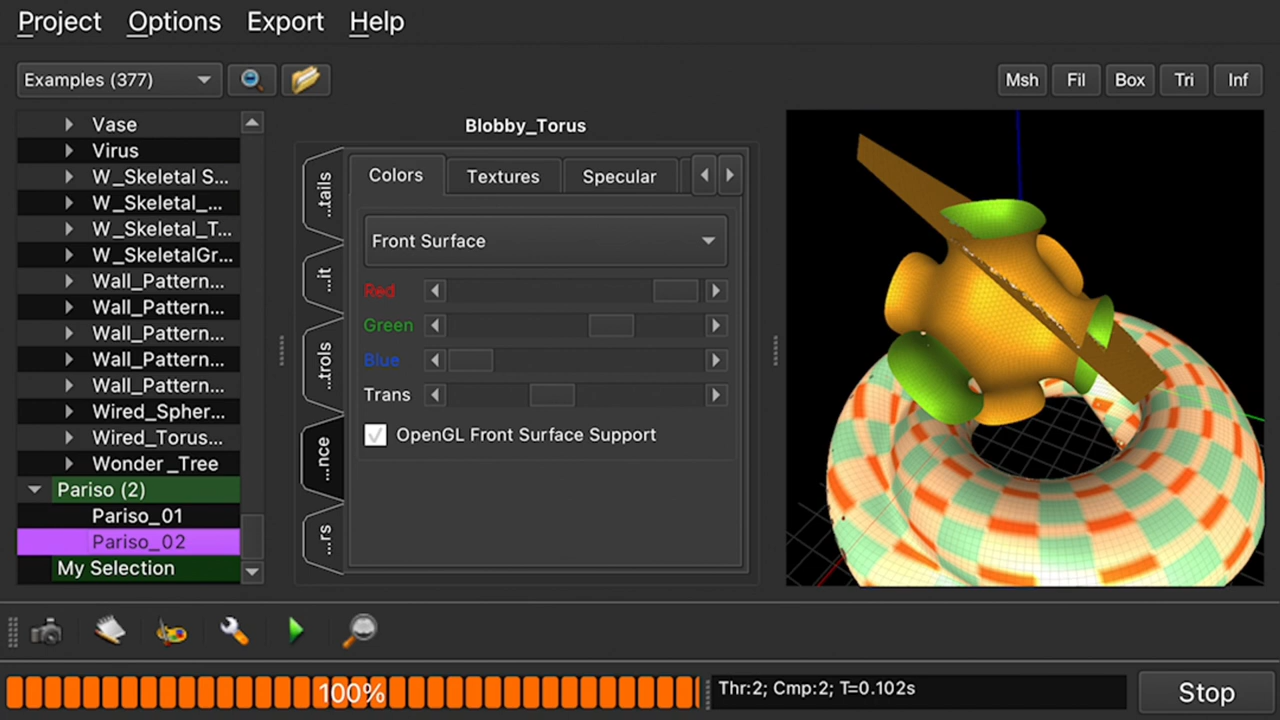 Project Options Export Help
Examples (377)
Msh Fil Box Tri Inf
Vase
Virus
W_Skeletal S...
W_Skeletal_...
W_Skeletal_T...
W_SkeletalGr...
Wall_Pattern...
Wall_Pattern...
Wall_Pattern...
Wall_Pattern...
Wall_Pattern...
Wired_Spher...
Wired_Torus...
Wonder_Tree
Pariso (2)
Pariso_01
Pariso_02
My Selection
Blobby_Torus
...tails
...it
...trols
...nce
...rs
Colors Textures Specular
Front Surface
Red
Green
Blue
Trans
OpenGL Front Surface Support
100%
Thr:2; Cmp:2; T=0.102s
Stop